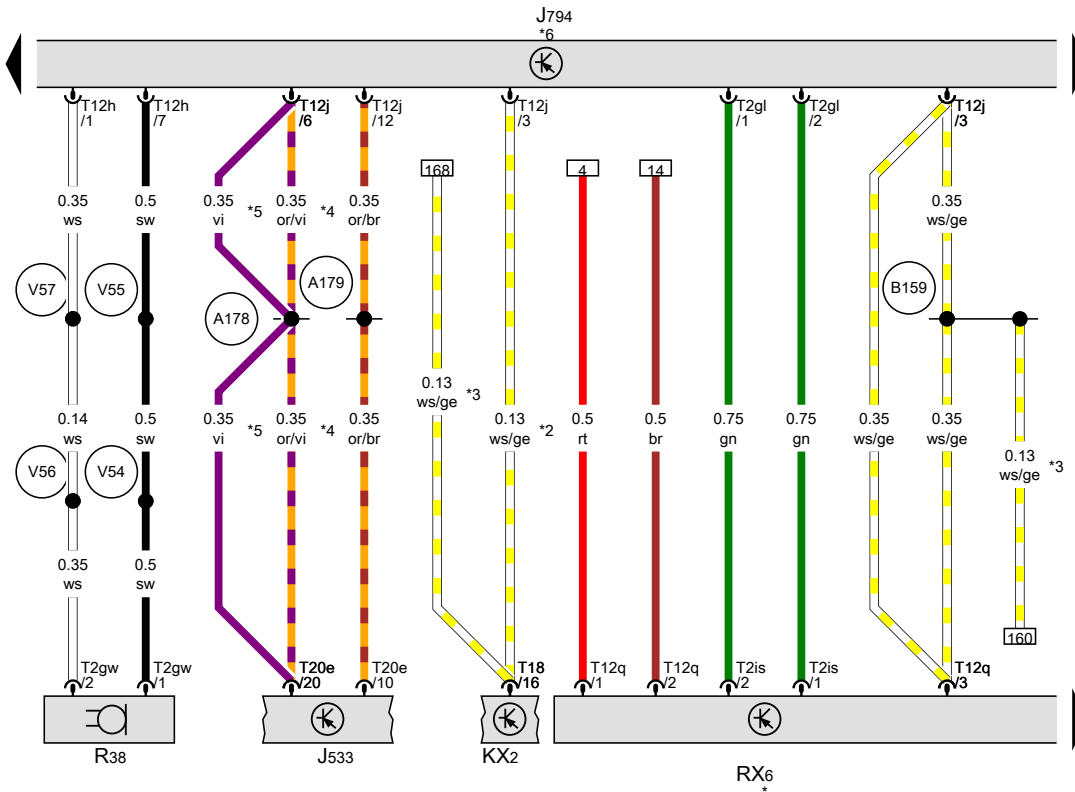 J794
*6
T12h
/1
T12h
/7
T12j
/6
T12j
/12
T12j
/3
T2gl
/1
T2gl
/2
T12j
/3
168
4
14
0.35
ws
0.5
sw
0.35
vi
*5
0.35
or/vi
*4
0.35
or/br
0.35
ws/ge
V57
V55
A178
A179
B159
0.14
ws
0.5
sw
0.35
vi
*5
0.35
or/vi
*4
0.35
or/br
0.13
ws/ge
*3
0.13
ws/ge
*2
0.5
rt
0.5
br
0.75
gn
0.75
gn
0.35
ws/ge
0.35
ws/ge
0.13
ws/ge
*3
V56
V54
0.35
ws
0.5
sw
160
T2gw
/2
T2gw
/1
T20e
/20
T20e
/10
T18
/16
T12q
/1
T12q
/2
T2is
/2
T2is
/1
T12q
/3
R38
J533
KX2
RX6
*